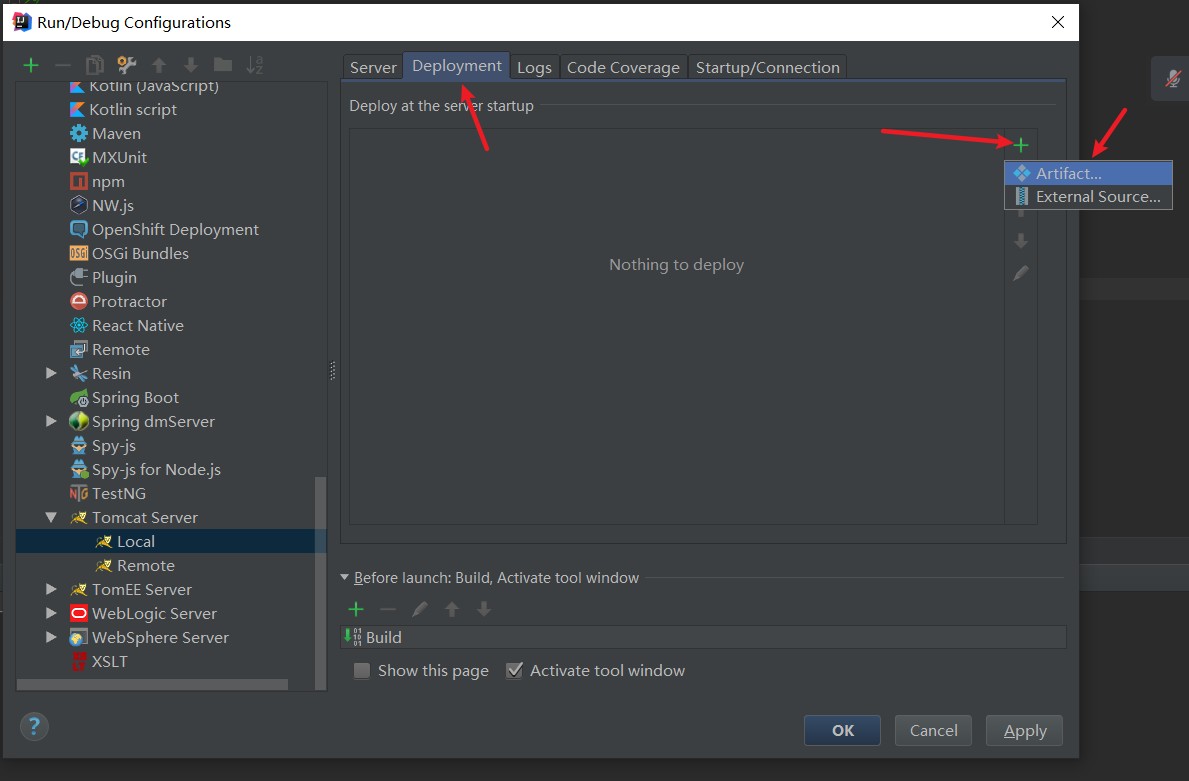 Run/Debug Configurations
Kotlin (JavaScript)
Kotlin script
Maven
MXUnit
npm
NW.js
OpenShift Deployment
OSGi Bundles
Plugin
Protractor
React Native
Remote
Resin
Spring Boot
Spring dmServer
Spy-js
Spy-js for Node.js
TestNG
Tomcat Server
Local
Remote
TomEE Server
WebLogic Server
WebSphere Server
XSLT
Server Deployment Logs Code Coverage Startup/Connection
Deploy at the server startup
Artifact...
External Source...
Nothing to deploy
Before launch: Build, Activate tool window
Build
Show this page Activate tool window
? OK Cancel Apply